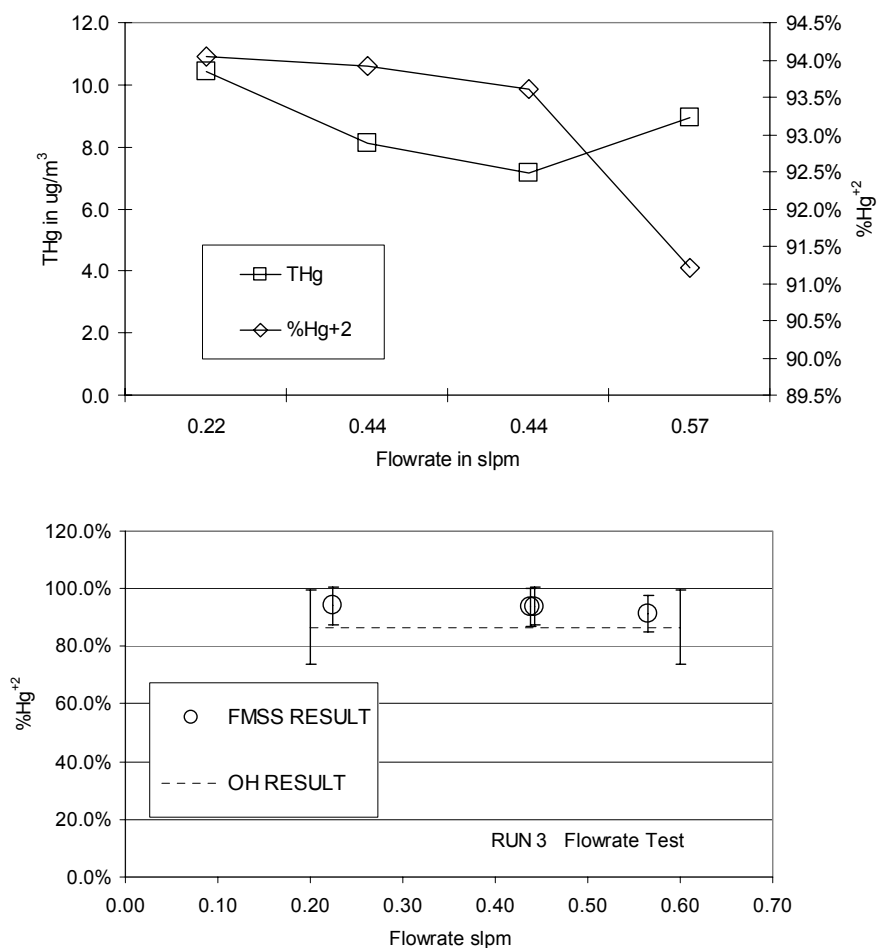 12.0
10.0
8.0
6.0
4.0
2.0
0.0
THg in ug/m³
94.5%
94.0%
93.5%
93.0%
92.5%
92.0%
91.5%
91.0%
90.5%
90.0%
89.5%
%Hg⁺²
THg
%Hg+2
0.22 0.44 0.44 0.57
Flowrate in slpm
120.0%
100.0%
80.0%
60.0%
40.0%
20.0%
0.0%
%Hg⁺²
FMSS RESULT
OH RESULT
RUN 3 Flowrate Test
0.00 0.10 0.20 0.30 0.40 0.50 0.60 0.70
Flowrate slpm